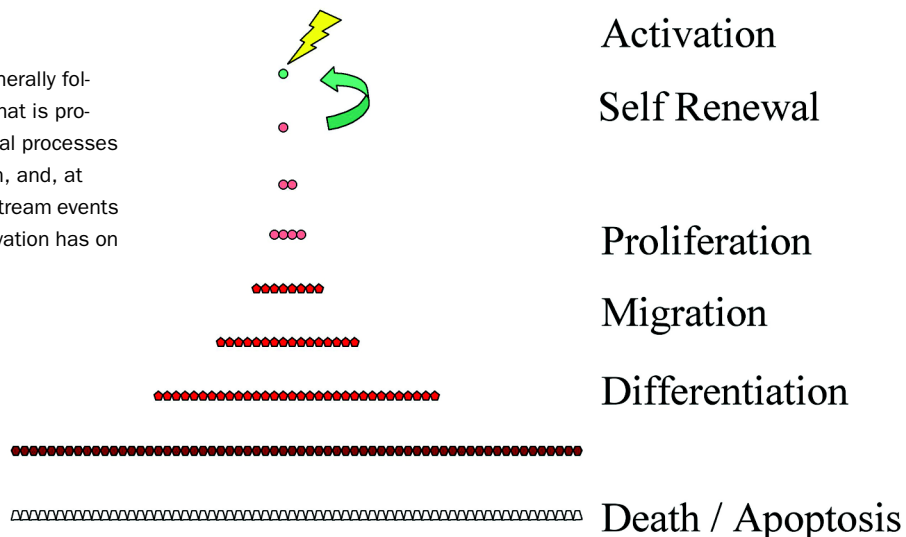 nerally fol-
hat is pro-
al processes
n, and, at
tream events
vation has on
Activation
Self Renewal
Proliferation
Migration
Differentiation
Death / Apoptosis